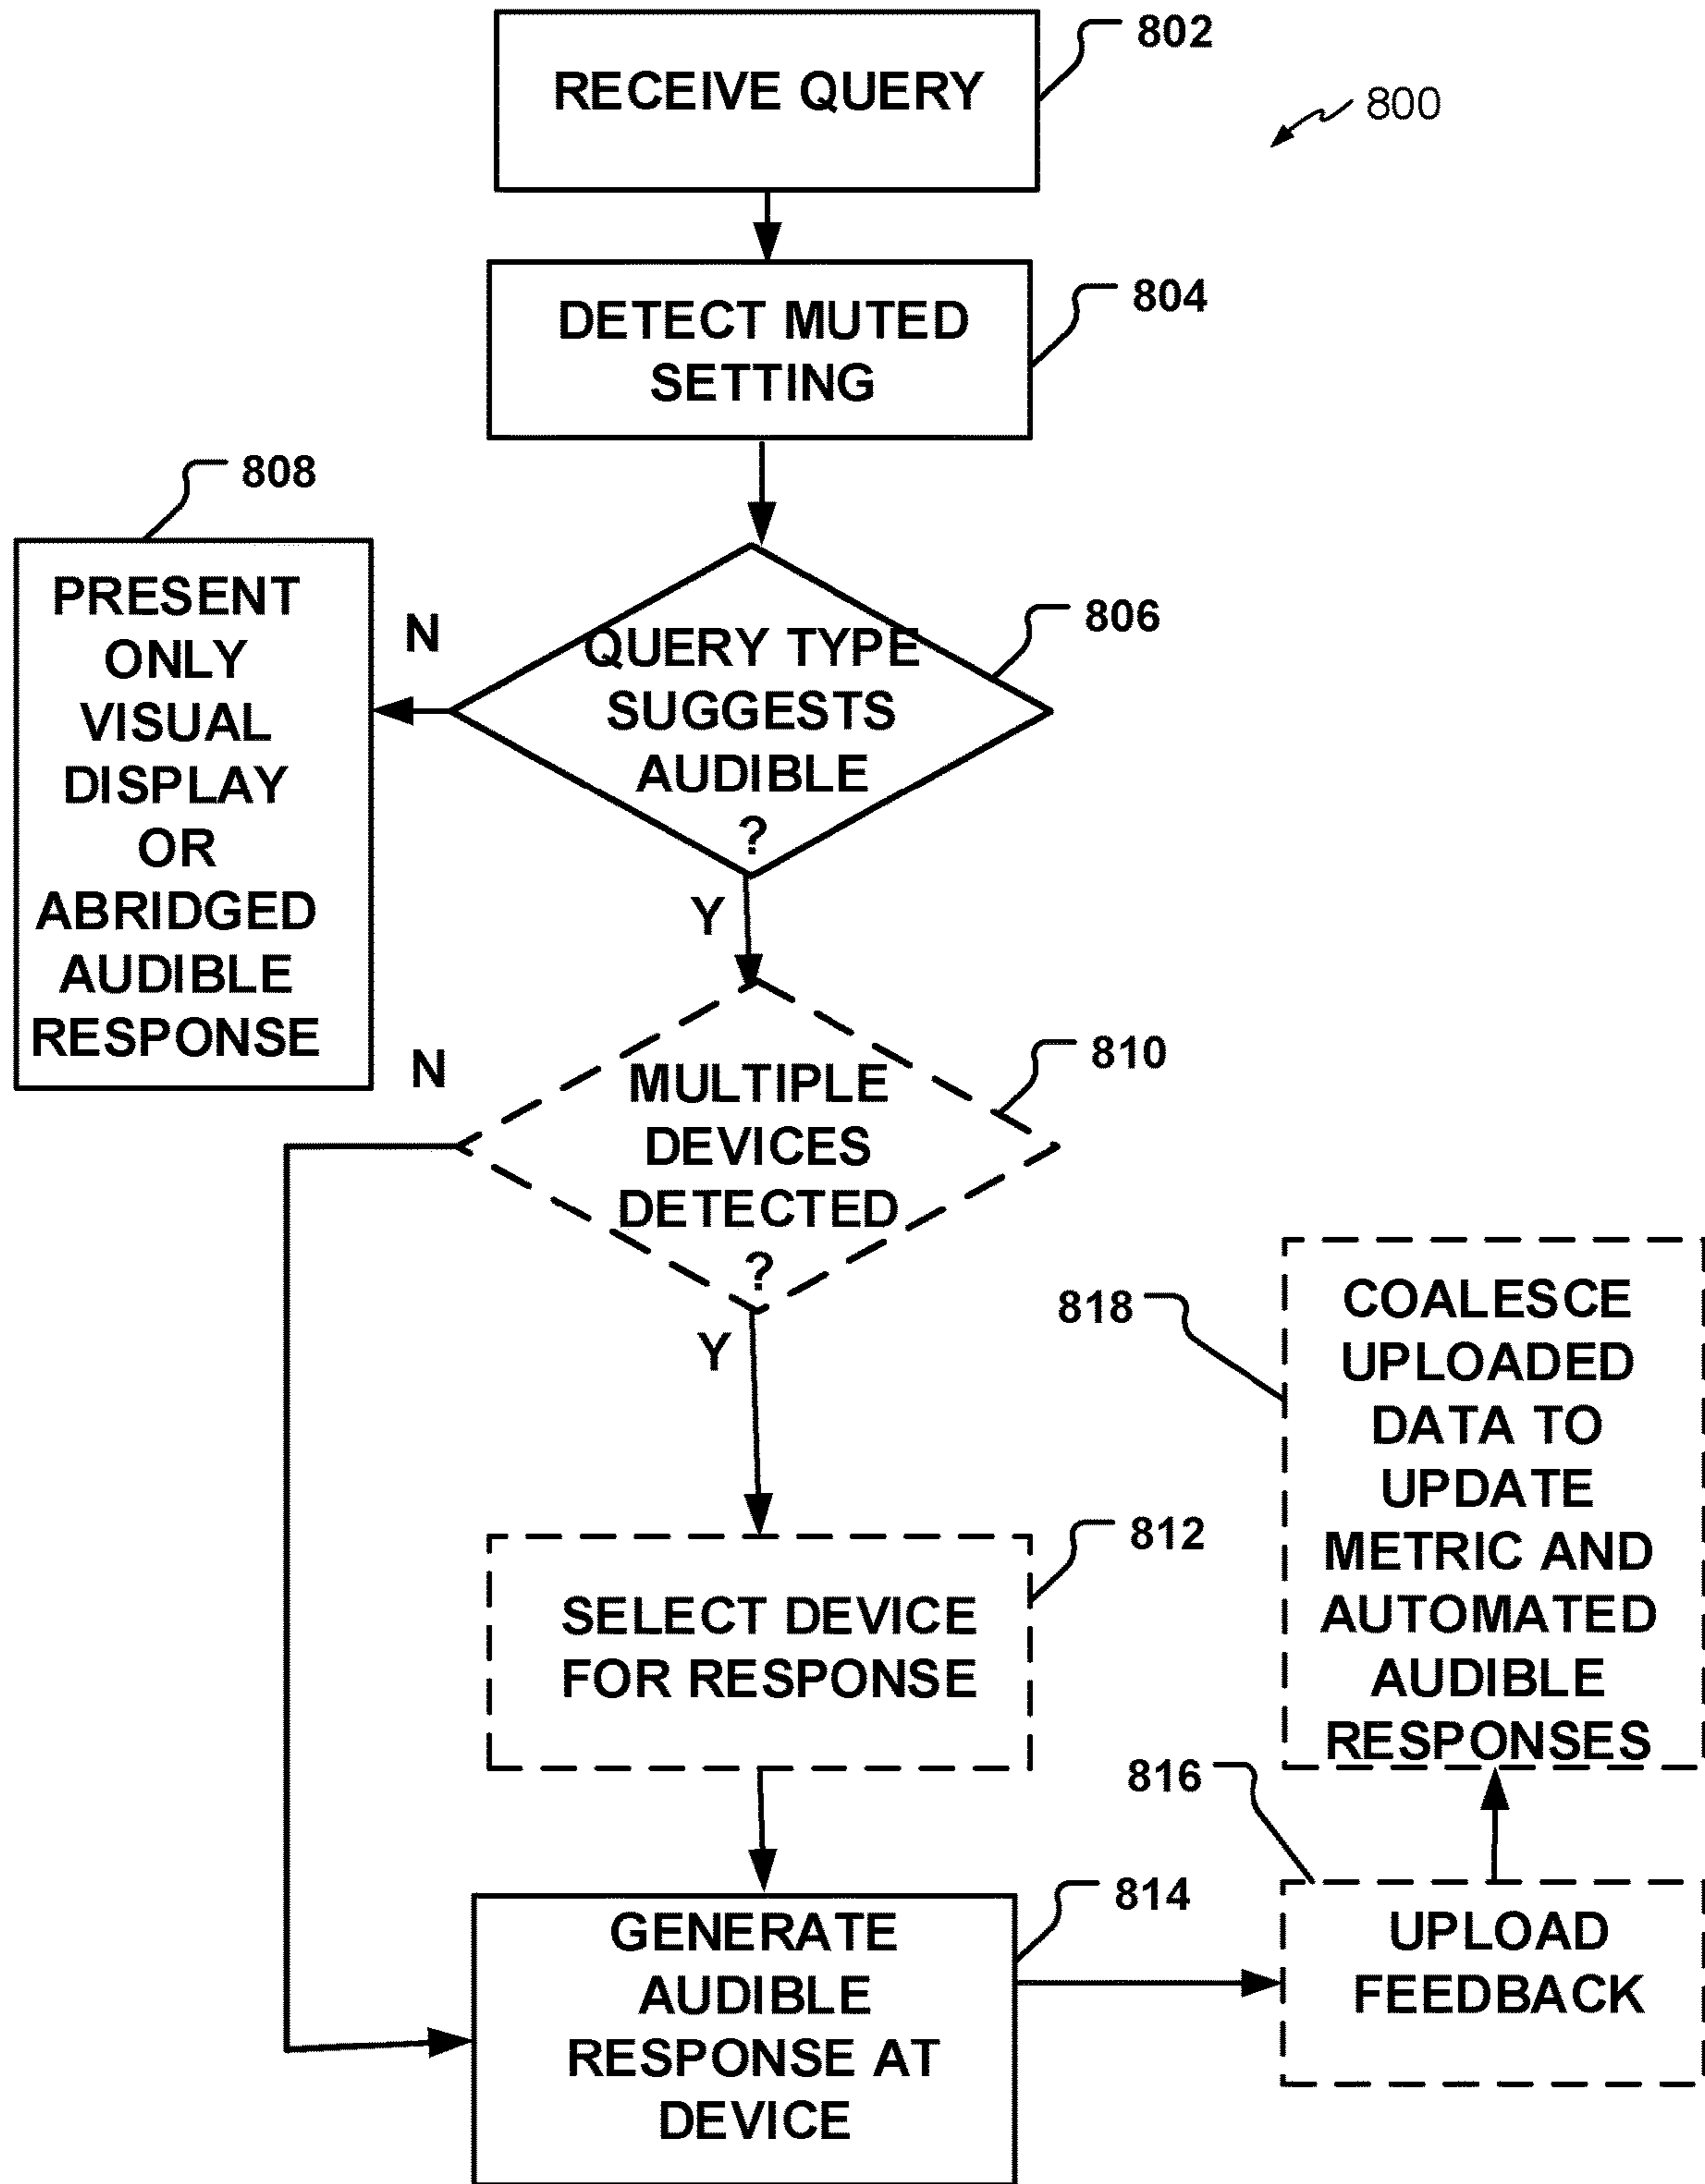 802
RECEIVE QUERY
800
804
DETECT MUTED
SETTING
808
PRESENT
ONLY
VISUAL
DISPLAY
OR
ABRIDGED
AUDIBLE
RESPONSE
N
806
QUERY TYPE
SUGGESTS
AUDIBLE
?
Y
N
810
MULTIPLE
DEVICES
DETECTED
?
Y
812
SELECT DEVICE
FOR RESPONSE
814
GENERATE
AUDIBLE
RESPONSE AT
DEVICE
816
UPLOAD
FEEDBACK
818
COALESCE
UPLOADED
DATA TO
UPDATE
METRIC AND
AUTOMATED
AUDIBLE
RESPONSES